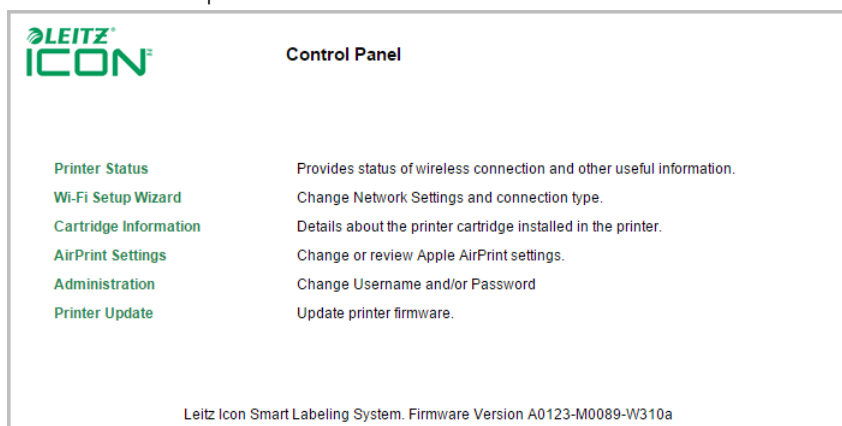 LEITZ®
ICON™
Control Panel
Printer Status Provides status of wireless connection and other useful information.
Wi-Fi Setup Wizard Change Network Settings and connection type.
Cartridge Information Details about the printer cartridge installed in the printer.
AirPrint Settings Change or review Apple AirPrint settings.
Administration Change Username and/or Password
Printer Update Update printer firmware.
Leitz Icon Smart Labeling System. Firmware Version A0123-M0089-W310a